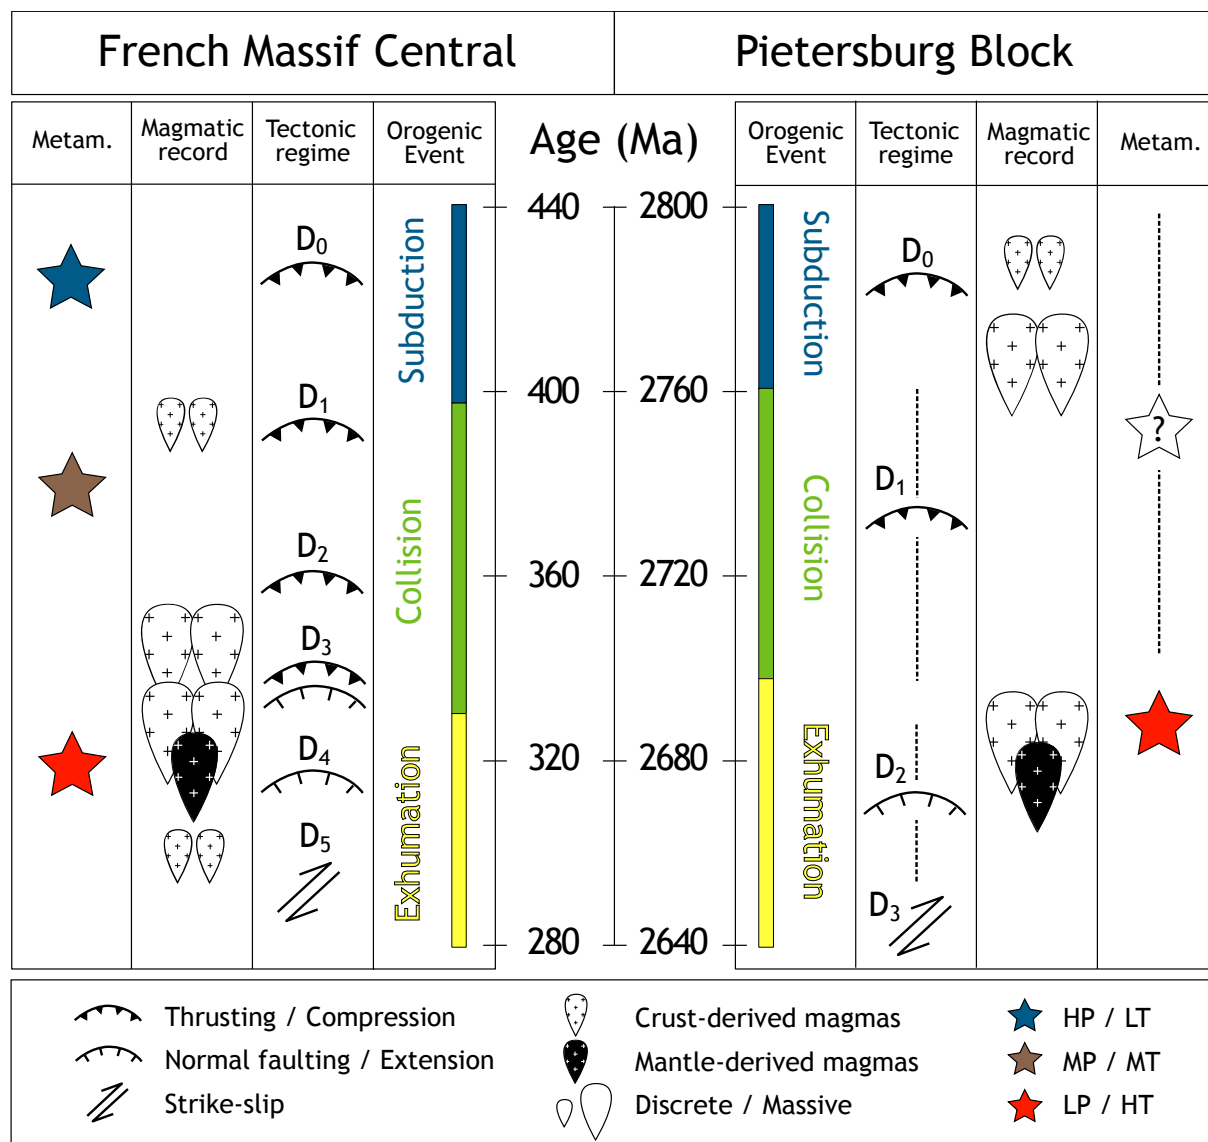 French Massif Central
Pietersburg Block
Metam.
Magmatic
record
Tectonic
regime
Orogenic
Event
Age (Ma)
Orogenic
Event
Tectonic
regime
Magmatic
record
Metam.
440
2800
400
2760
360
2720
320
2680
280
2640
D0
D1
D2
D3
D4
D5
Subduction
Collision
Exhumation
Subduction
Collision
Exhumation
D0
D1
D2
D3
?
Thrusting / Compression
Normal faulting / Extension
Strike-slip
Crust-derived magmas
Mantle-derived magmas
Discrete / Massive
HP / LT
MP / MT
LP / HT